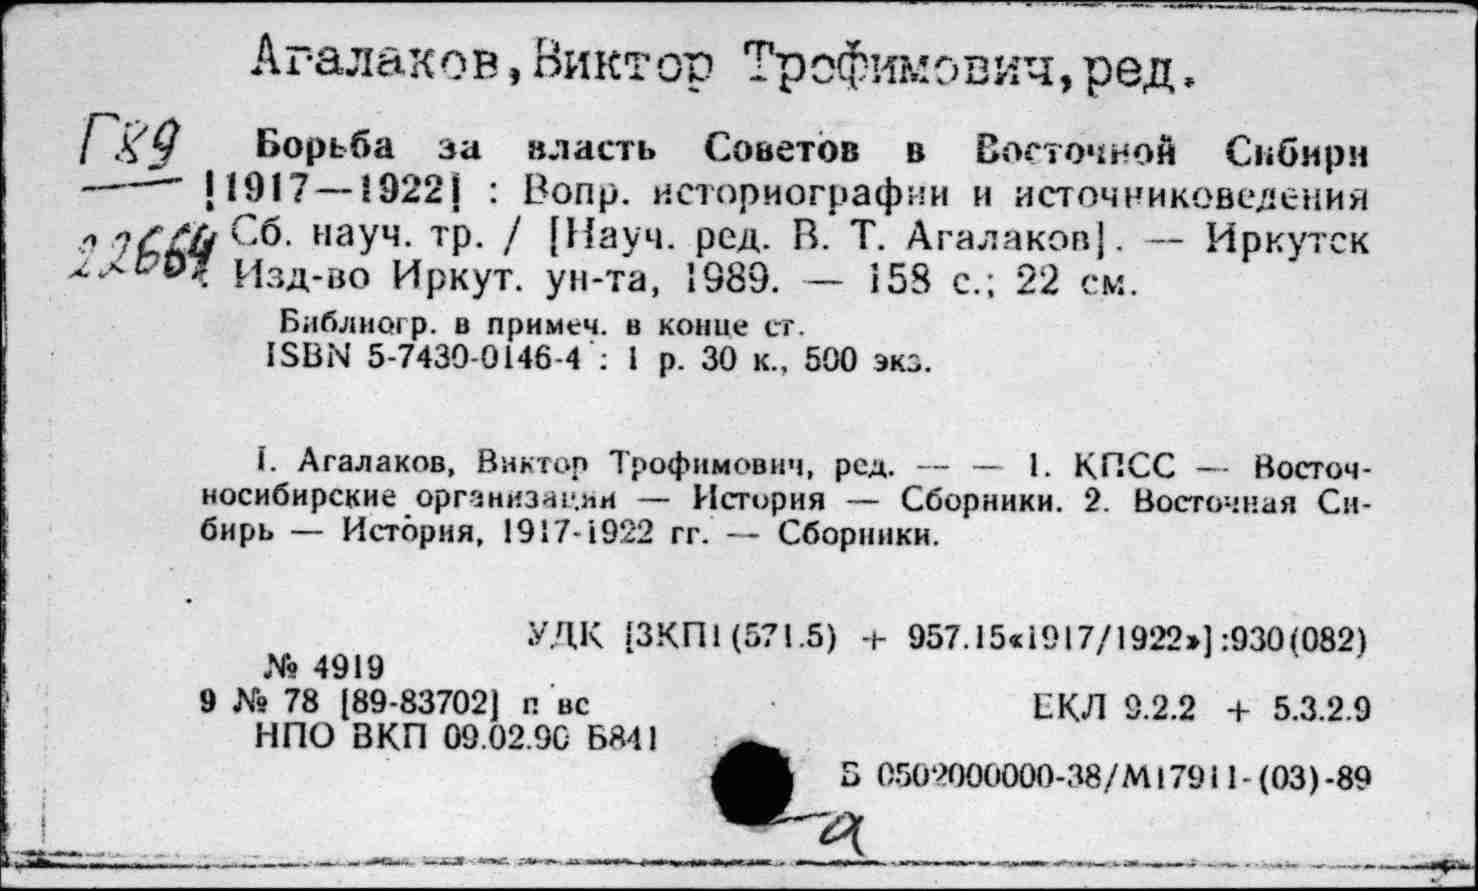 Агалаков, Виктор Трофимович, ред.
Г89
Борьба за власть Советов в Восточной Сибири
[1917—1922] : Вопр. историографии и источниковедения
22664
Сб. науч. тр. / [Науч. ред. В. Т. Агалаков]. — Иркутск
Изд-во Иркут. ун-та, 1989. — 158 с.; 22 см.
Библиогр. в примеч. в конце ст.
ISBN 5-7430-0146-4 : 1 р. 30 к., 500 экз.
I. Агалаков, Виктор Трофимович, ред. — — 1. КПСС — Восточ-
носибирские организации — История — Сборники. 2. Восточная Си-
бирь — История, 1917-1922 гг. — Сборники.
УДК [3КП1(571.5) + 957.15«1917/1922»]:930(082)
№ 4919
9 № 78 [89-83702] п вс
ЕКЛ 9.2.2 + 5.3.2.9
НПО ВКП 09.02.90 Б841
Б 0502000000-38/М17911-(03)-89
а